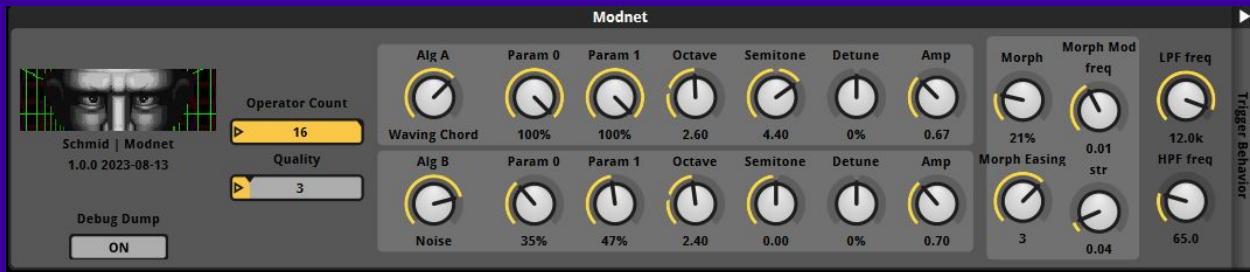 Modnet
Schmid | Modnet
1.0.0 2023-08-13
Debug Dump
ON
Operator Count
16
Quality
3
Alg A Param 0 Param 1 Octave Semitone Detune Amp
Waving Chord 100% 100% 2.60 4.40 0% 0.67
Alg B Param 0 Param 1 Octave Semitone Detune Amp
Noise 35% 47% 2.40 0.00 0% 0.70
Morph
21%
Morph Easing
3
Morph Mod
freq
0.01
str
0.04
LPF freq
12.0k
HPF freq
65.0
Trigger Behavior